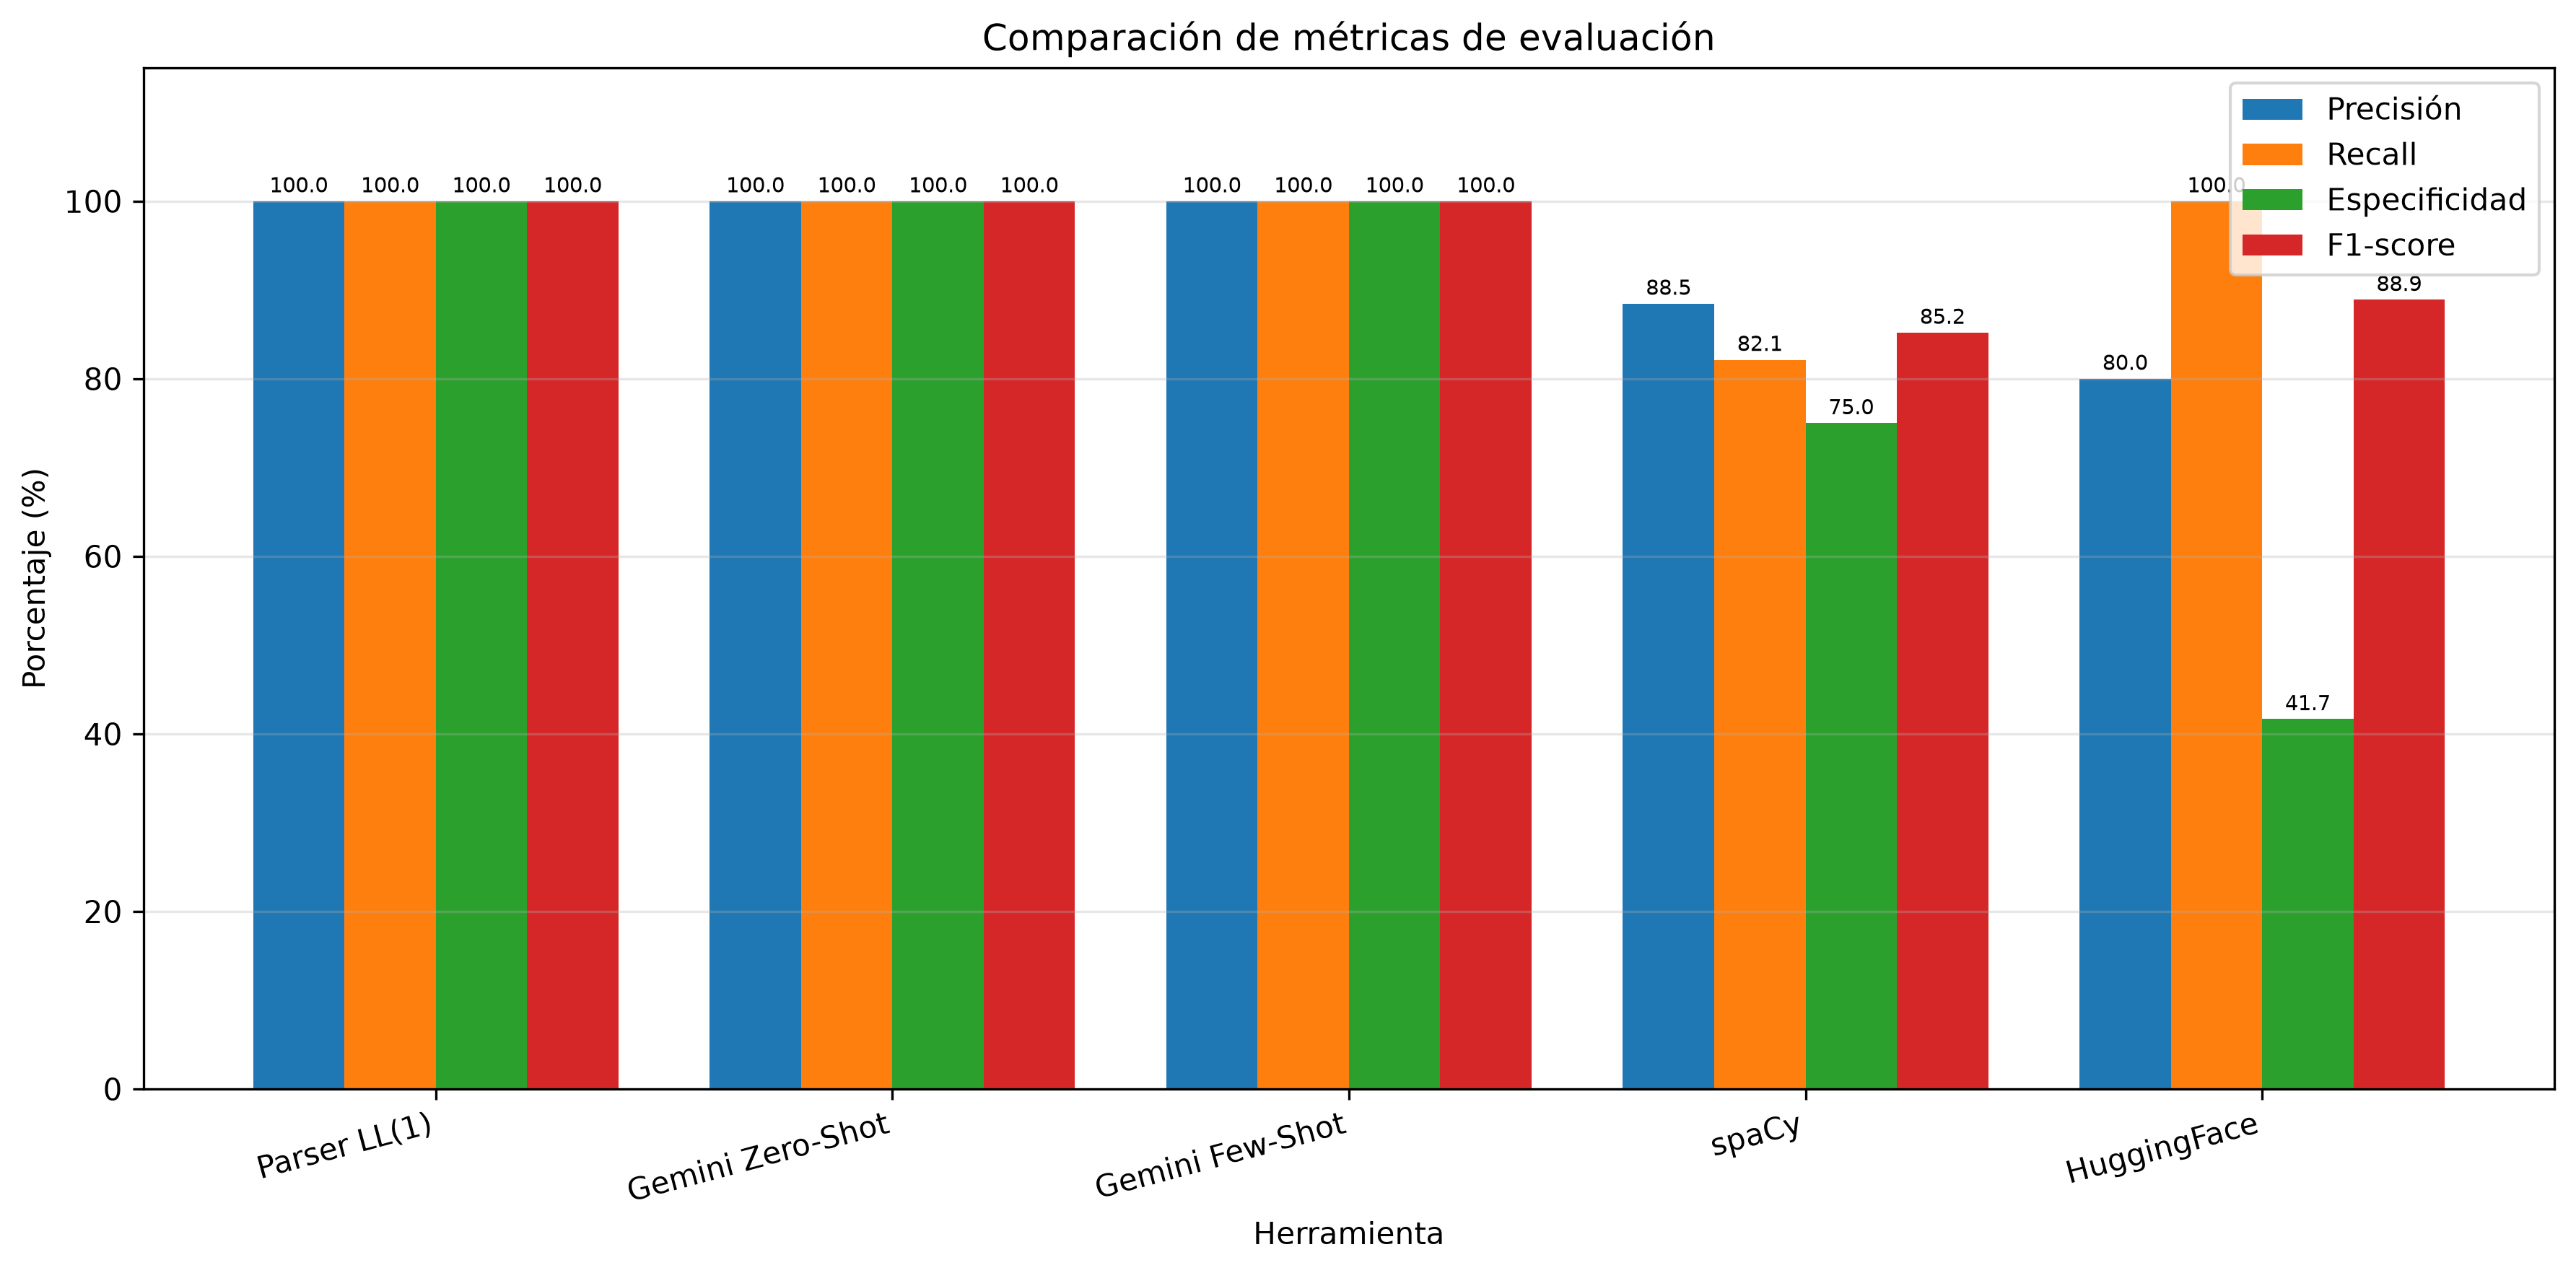 Comparación de métricas de evaluación
Precisión
Recall
Especificidad
F1-score
100.0 100.0 100.0 100.0
100.0 100.0 100.0 100.0
100.0 100.0 100.0 100.0
88.5
82.1
75.0
85.2
80.0
100.0
41.7
88.9
100
80
60
40
20
0
Porcentaje (%)
Parser LL(1)
Gemini Zero-Shot
Gemini Few-Shot
spaCy
HuggingFace
Herramienta